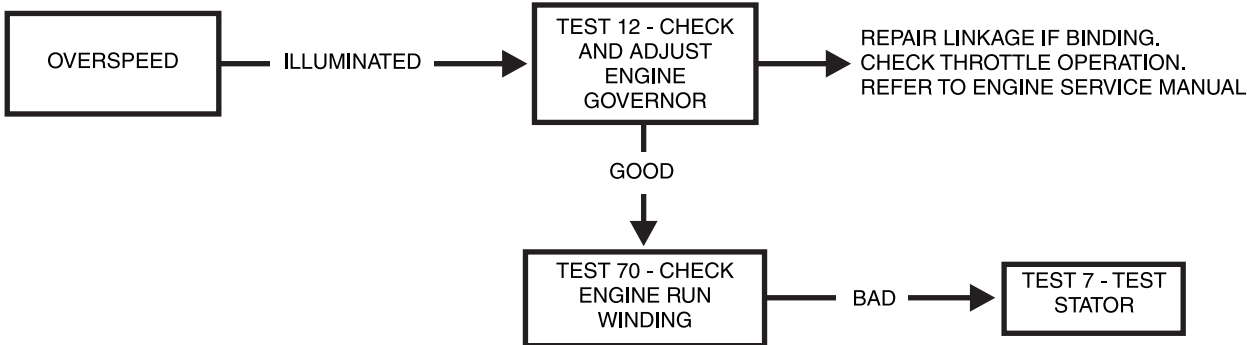 OVERSPEED
ILLUMINATED
TEST 12 - CHECK
AND ADJUST
ENGINE
GOVERNOR
REPAIR LINKAGE IF BINDING.
CHECK THROTTLE OPERATION.
REFER TO ENGINE SERVICE MANUAL
GOOD
TEST 70 - CHECK
ENGINE RUN
WINDING
BAD
TEST 7 - TEST
STATOR